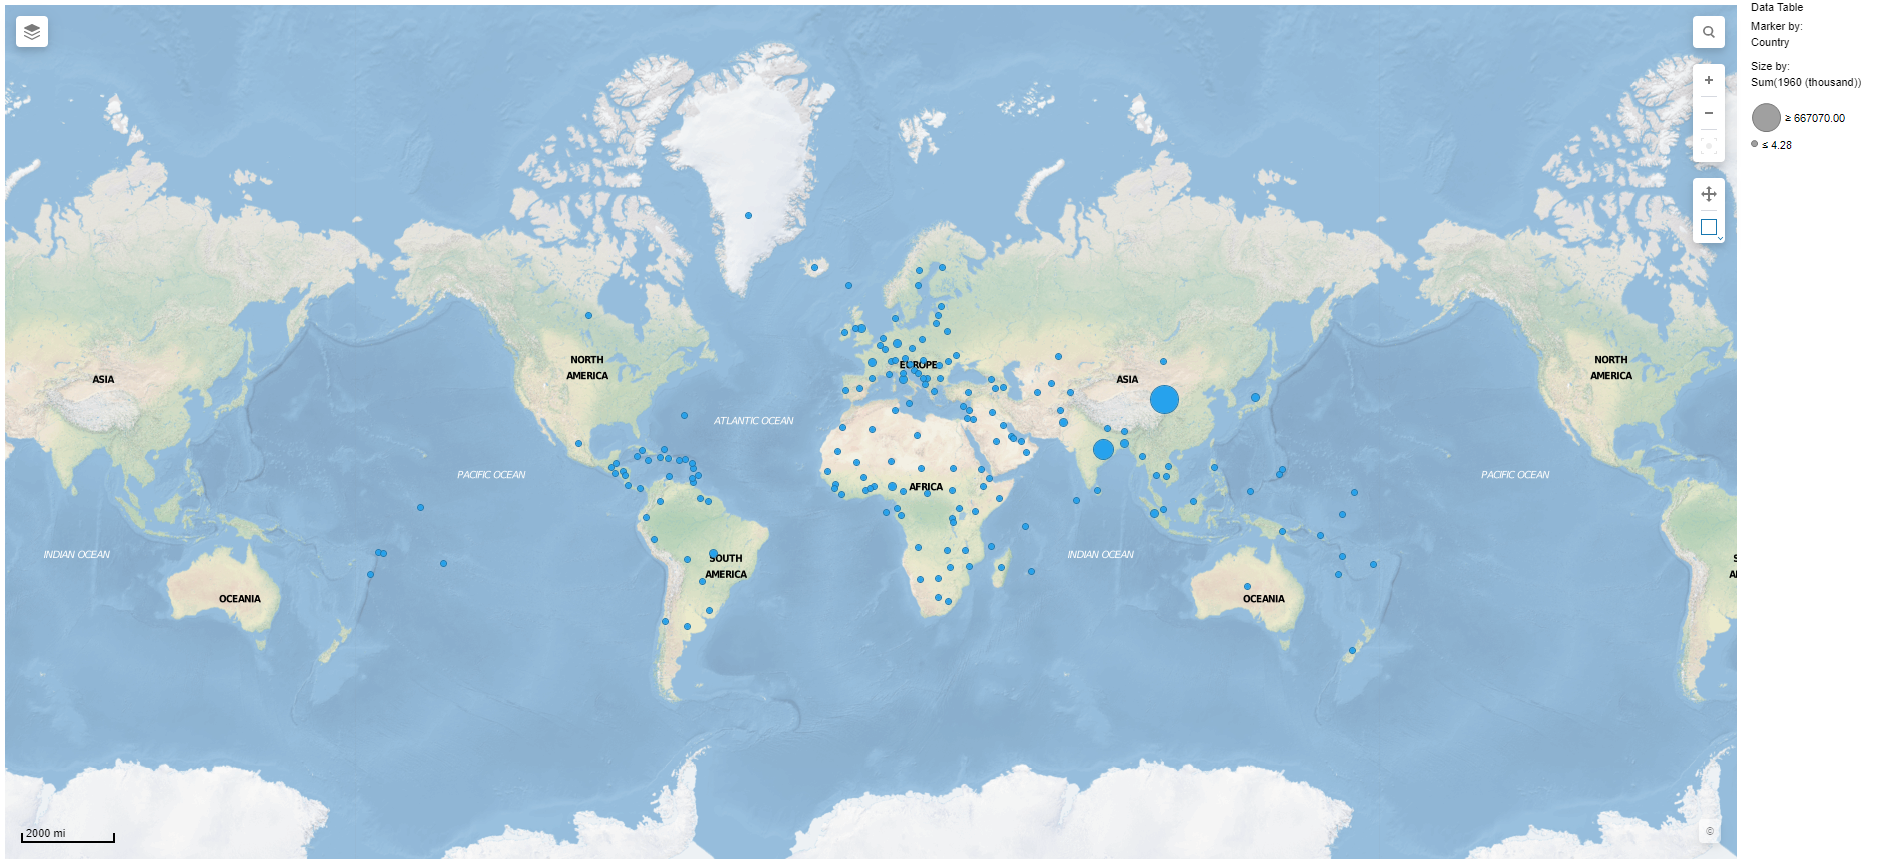 Data Table
Marker by:
Country
Size by:
Sum(1960 (thousand))
≥ 667070.00
≤ 4.28
+
−
NORTH
AMERICA
EUROPE
ASIA
ASIA
NORTH
AMERICA
ATLANTIC OCEAN
PACIFIC OCEAN
PACIFIC OCEAN
AFRICA
INDIAN OCEAN
INDIAN OCEAN
SOUTH
AMERICA
S
A
OCEANIA
OCEANIA
2000 mi
©